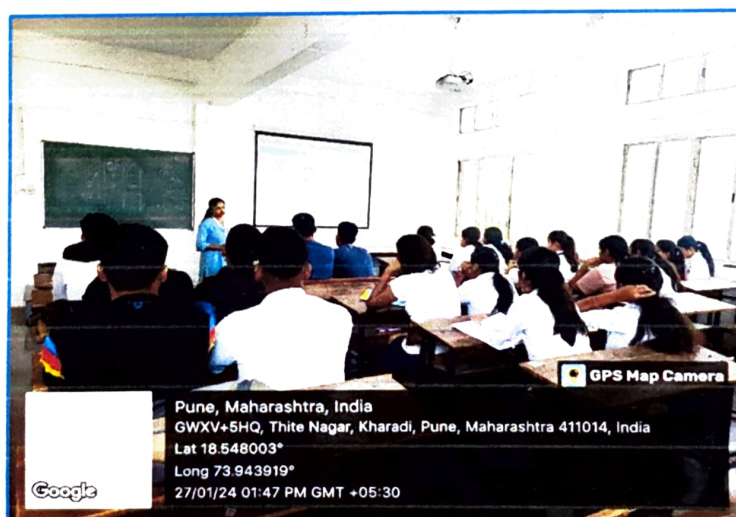 GPS Map Camera
Pune, Maharashtra, India
GWXV+5HQ, Thite Nagar, Kharadi, Pune, Maharashtra 411014, India
Lat 18.548003°
Long 73.943919°
27/01/24 01:47 PM GMT +05:30
Google